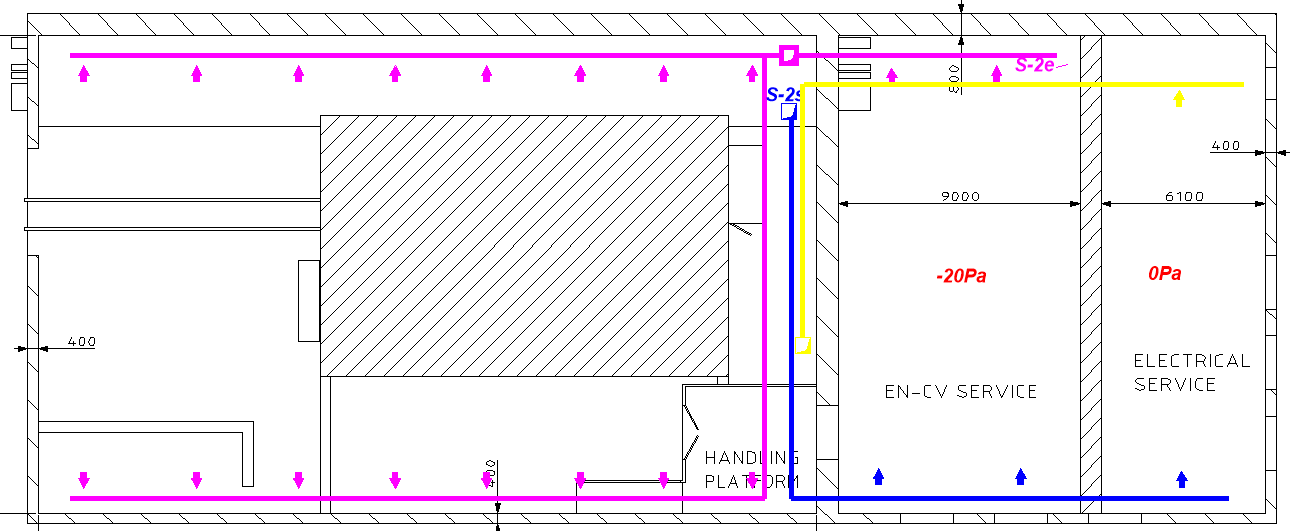 S-2e
800
S-2s
400
9000
6100
-20Pa
0Pa
400
ELECTRICAL
SERVICE
EN-CV SERVICE
HANDLING
PLATFORM
400